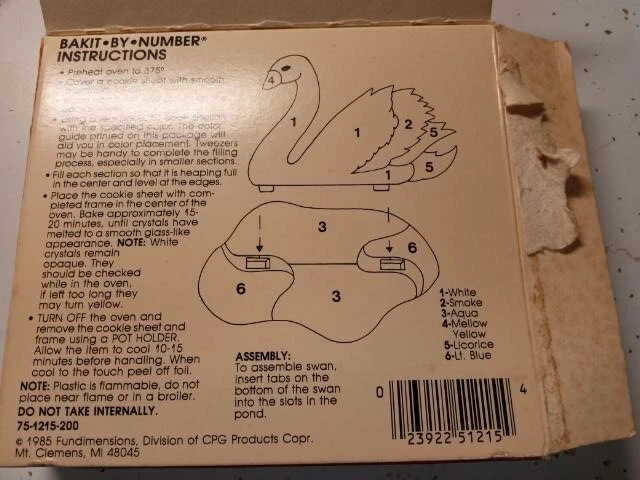 BAKIT•BY•NUMBER®
INSTRUCTIONS
• Preheat oven to 375°
• Cover a cookie sheet with smooth
with the specified color. The color
guide printed on this package will
aid you in color placement. Tweezers
may be handy to complete the filling
process, especially in smaller sections.
• Fill each section so that it is heaping full
in the center and level at the edges.
• Place the cookie sheet with com-
pleted frame in the center of the
oven. Bake approximately 15-
20 minutes, until crystals have
melted to a smooth glass-like
appearance. NOTE: White
crystals remain
opaque. They
should be checked
while in the oven,
if left too long they
may turn yellow.
• TURN OFF the oven and
remove the cookie sheet and
frame using a POT HOLDER.
Allow the item to cool 10-15
minutes before handling. When
cool to the touch peel off foil.
NOTE: Plastic is flammable, do not
place near flame or in a broiler.
DO NOT TAKE INTERNALLY.
75-1215-200
© 1985 Fundimensions, Division of CPG Products Copr.
Mt. Clemens, MI 48045
4
1
1
2
5
5
1
3
6
6
3
1-White
2-Smoke
3-Aqua
4-Mellow
Yellow
5-Licorice
6-Lt. Blue
ASSEMBLY:
To assemble swan,
insert tabs on the
bottom of the swan
into the slots in the
pond.
0
23922 51215
4